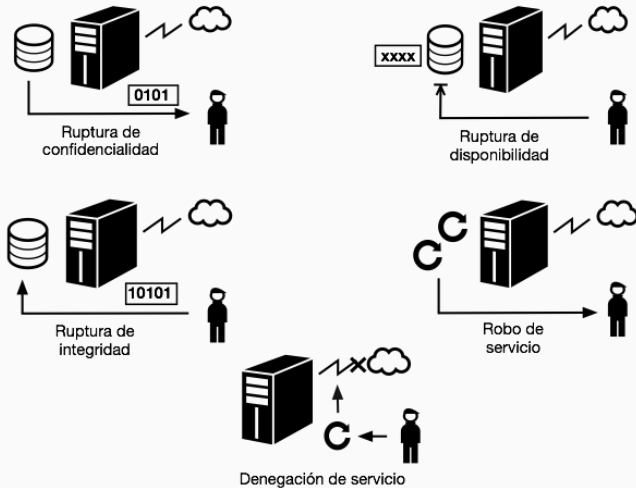 0101
Ruptura de
confidencialidad
xxxx
Ruptura de
disponibilidad
10101
Ruptura de
integridad
Robo de
servicio
Denegación de servicio